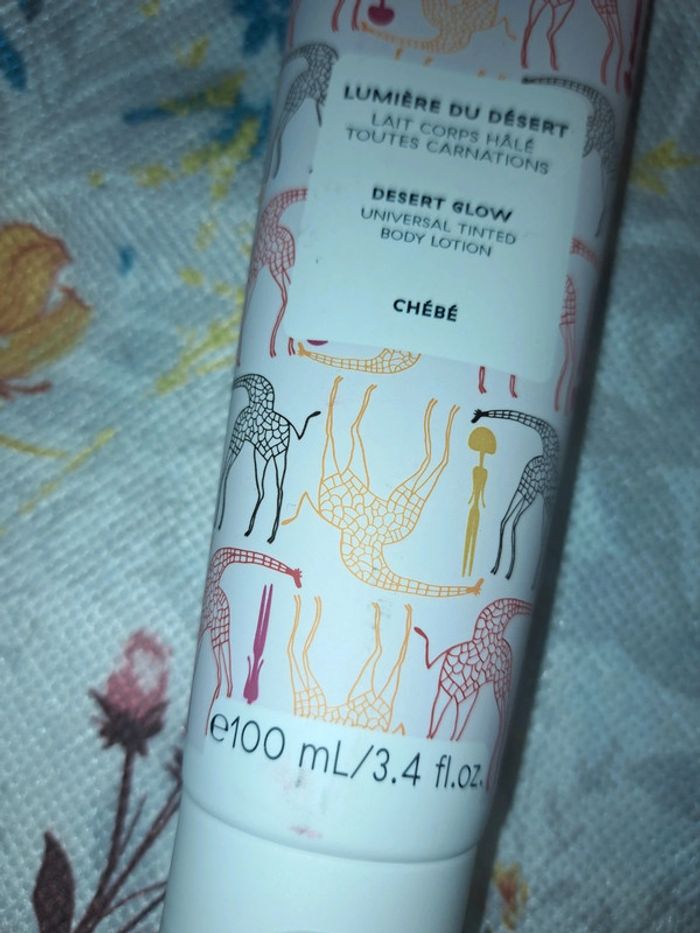 LUMIÈRE DU DÉSERT
LAIT CORPS HÂLÉ
TOUTES CARNATIONS
DESERT GLOW
UNIVERSAL TINTED
BODY LOTION
CHÉBÉ
e100 mL/3.4 fl.oz.